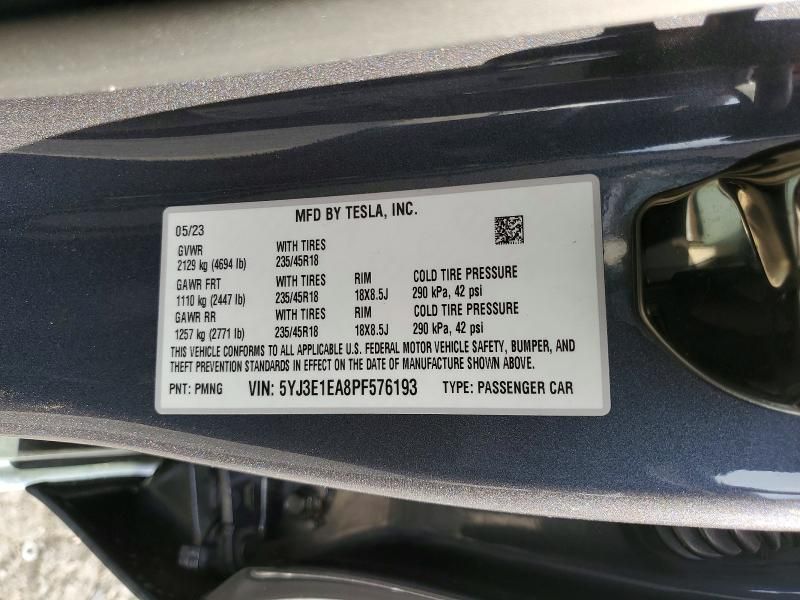 MFD BY TESLA, INC.
05/23
GVWR WITH TIRES
2129 kg (4694 lb) 235/45R18
GAWR FRT WITH TIRES RIM COLD TIRE PRESSURE
1110 kg (2447 lb) 235/45R18 18X8.5J 290 kPa, 42 psi
GAWR RR WITH TIRES RIM COLD TIRE PRESSURE
1257 kg (2771 lb) 235/45R18 18X8.5J 290 kPa, 42 psi
THIS VEHICLE CONFORMS TO ALL APPLICABLE U.S. FEDERAL MOTOR VEHICLE SAFETY, BUMPER, AND
THEFT PREVENTION STANDARDS IN EFFECT ON THE DATE OF MANUFACTURE SHOWN ABOVE.
PNT: PMNG VIN: 5YJ3E1EA8PF576193 TYPE: PASSENGER CAR